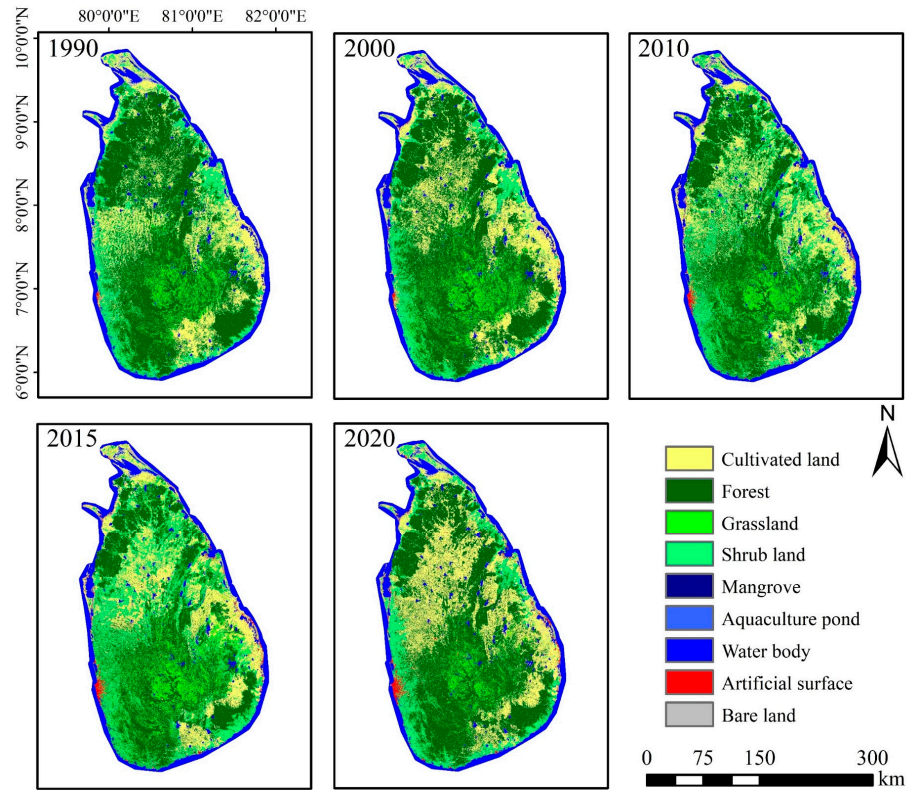 80°0'0"E 81°0'0"E 82°0'0"E
10°0'0"N
9°0'0"N
8°0'0"N
7°0'0"N
6°0'0"N
1990
2000
2010
2015
2020
N
Cultivated land
Forest
Grassland
Shrub land
Mangrove
Aquaculture pond
Water body
Artificial surface
Bare land
0 75 150 300
km